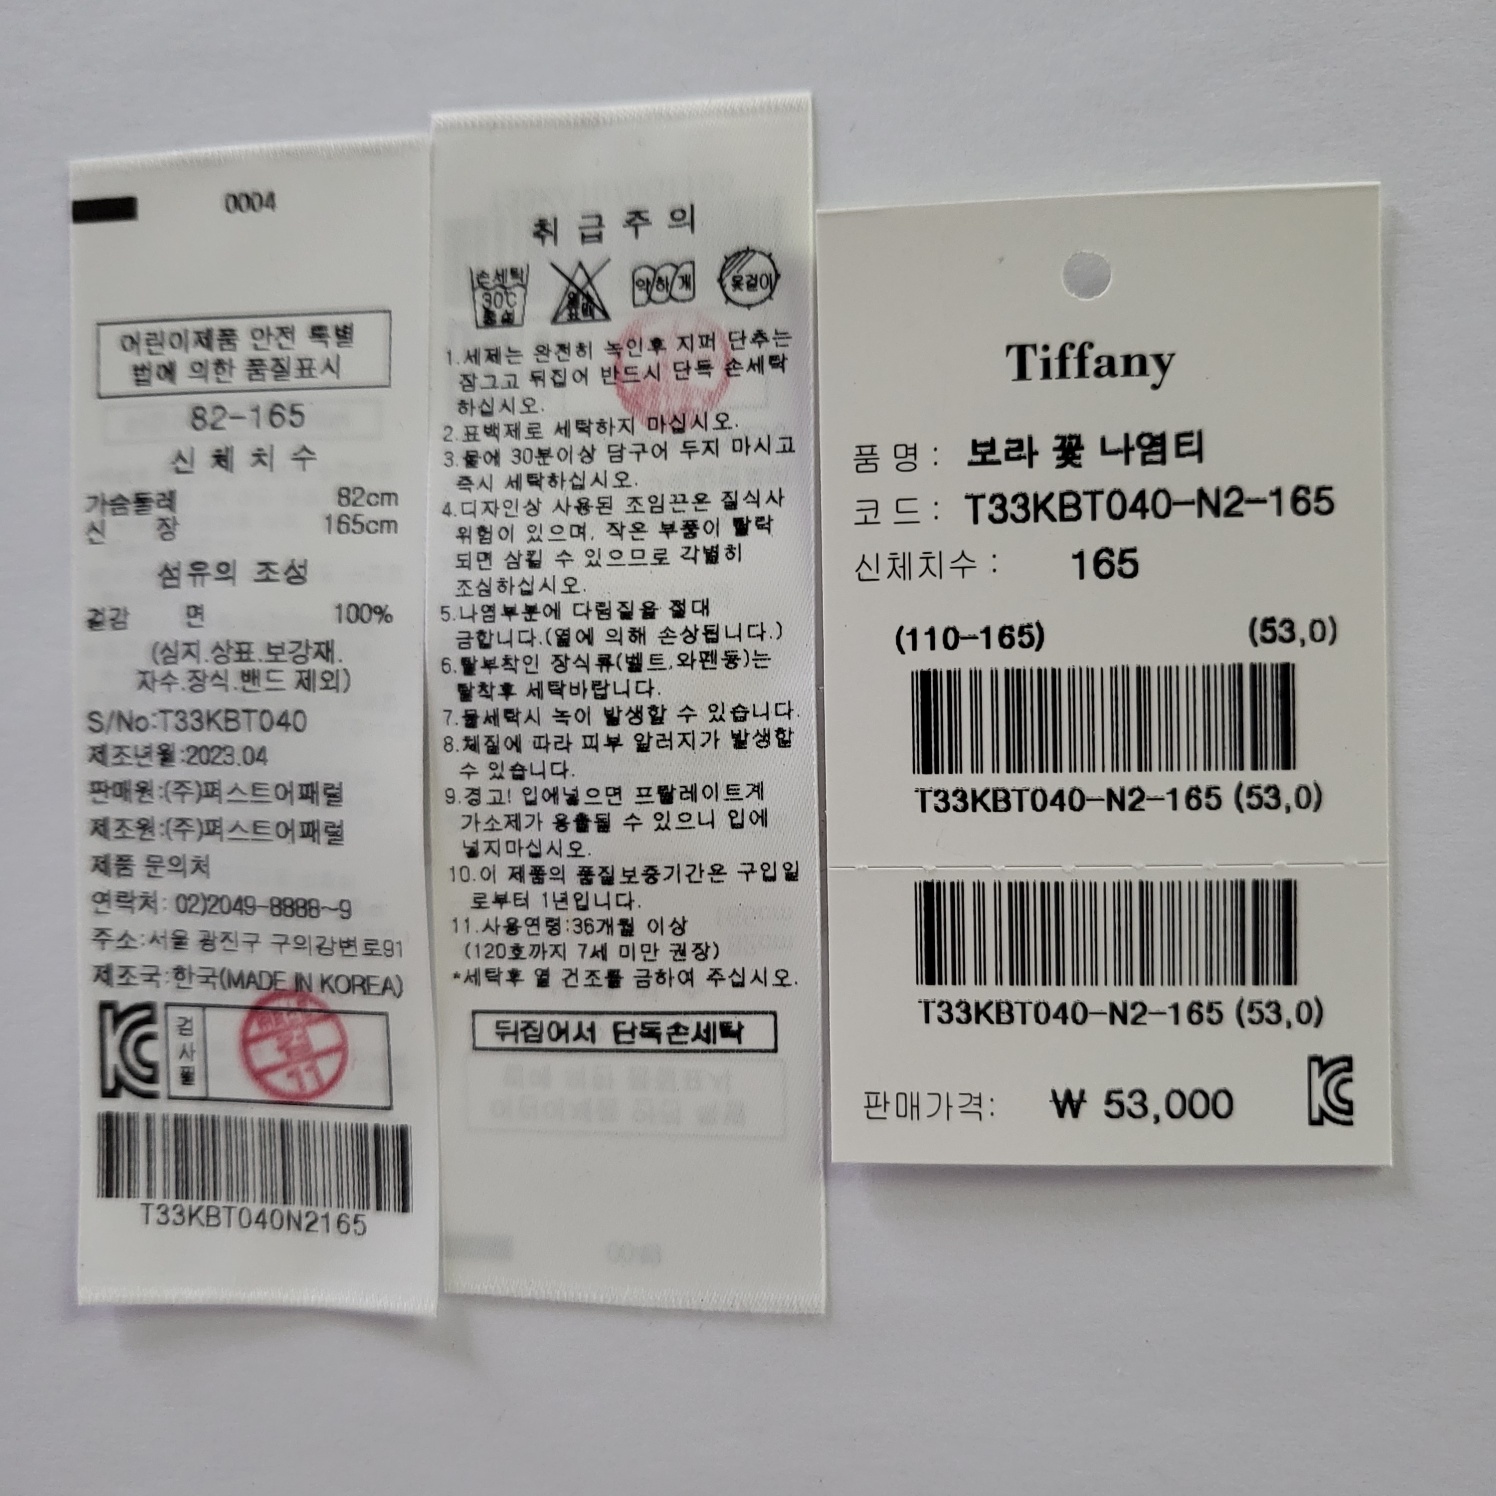 0004
어린이제품 안전 특별
법에 의한 품질표시
82-165
신 체 치 수
가슴둘레 82cm
신 장 165cm
섬유의 조성
겉감 면 100%
(심지.상표.보강재.
자수.장식.밴드 제외)
S/No:T33KBT040
제조년월:2023.04
판매원:(주)퍼스트어패럴
제조원:(주)퍼스트어패럴
제품 문의처
연락처: 02)2049-8888~9
주소:서울 광진구 구의강변로91
제조국:한국(MADE IN KOREA)
검사필
11
T33KBT040N2165
취 급 주 의
손세탁
30℃
중성
염소
표백
약하게
옷걸이
1.세제는 완전히 녹인후 지퍼 단추는
잠그고 뒤집어 반드시 단독 손세탁
하십시오.
2.표백제로 세탁하지 마십시오.
3.물에 30분이상 담구어 두지 마시고
즉시 세탁하십시오.
4.디자인상 사용된 조임끈은 질식사
위험이 있으며, 작은 부품이 탈락
되면 삼킬 수 있으므로 각별히
조심하십시오.
5.나염부분에 다림질을 절대
금합니다.(열에 의해 손상됩니다.)
6.탈부착인 장식류(벨트,와펜등)는
탈착후 세탁바랍니다.
7.물세탁시 녹이 발생할 수 있습니다.
8.체질에 따라 피부 알러지가 발생할
수 있습니다.
9.경고! 입에넣으면 프탈레이트계
가소제가 용출될 수 있으니 입에
넣지마십시오.
10.이 제품의 품질보증기간은 구입일
로부터 1년입니다.
11.사용연령:36개월 이상
(120호까지 7세 미만 권장)
*세탁후 열 건조를 금하여 주십시오.
뒤집어서 단독손세탁
Tiffany
품 명 : 보라 꽃 나염티
코 드 : T33KBT040-N2-165
신체치수 : 165
(110-165) (53,0)
T33KBT040-N2-165 (53,0)
T33KBT040-N2-165 (53,0)
판매가격: ₩ 53,000